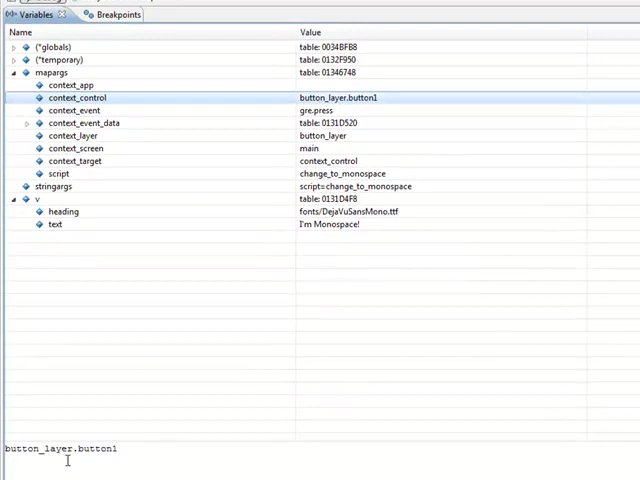 Variables Breakpoints
Name Value
(*globals) table: 0034BFB8
(*temporary) table: 0132F950
mapargs table: 01346748
context_app
context_control button_layer.button1
context_event gre.press
context_event_data table: 0131D520
context_layer button_layer
context_screen main
context_target context_control
script change_to_monospace
stringargs script=change_to_monospace
v table: 0131D4F8
heading fonts/DejaVuSansMono.ttf
text I'm Monospace!
button_layer.button1